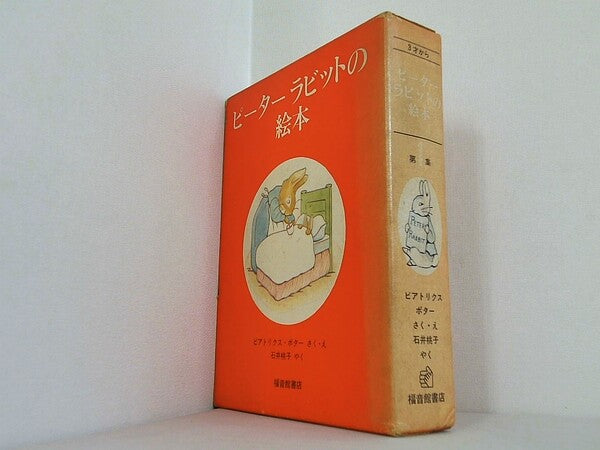 ピーターラビットの
絵本
ビアトリクス・ポター さく・え
石井桃子 やく
福音館書店
3才から
ピーター
ラビットの
絵本
第 集
PETER
RABBIT
ビアトリクス
ポター
さく・え
石井桃子
やく
福音館書店